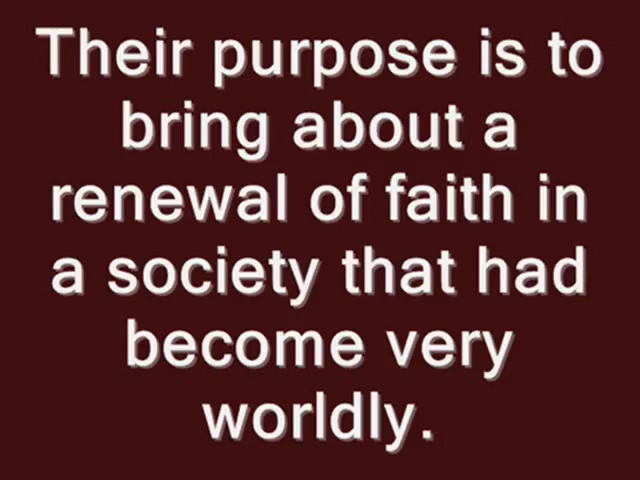 Their purpose is to
bring about a
renewal of faith in
a society that had
become very
worldly.